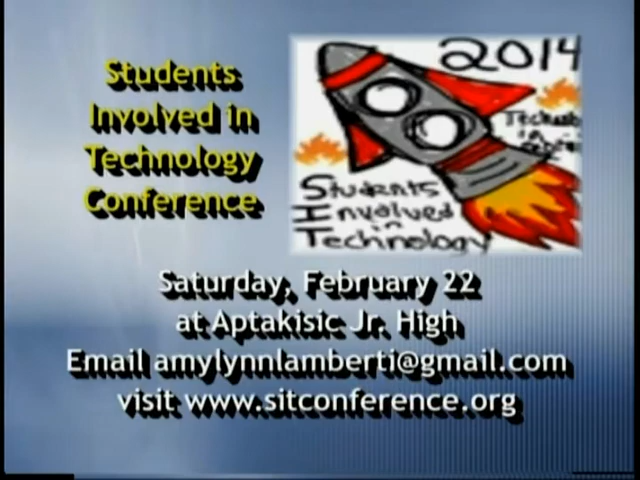 Students
Involved in
Technology
Conference
2014
Students
Involved
in
Technology
Saturday, February 22
at Aptakisic Jr. High
Email amylynnlamberti@gmail.com
visit www.sitconference.org